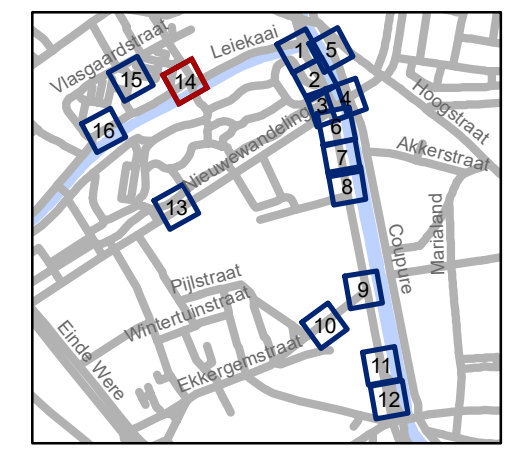 Vlasgaardstraat
Leiekaai
1
5
2
15
14
3
4
Hoogstraat
16
6
Nieuwewandeling
7
Akkerstraat
8
13
Marialand
Coupure
Pijlstraat
9
Wintertuinstraat
10
Einde Were
Ekkergemstraat
11
12